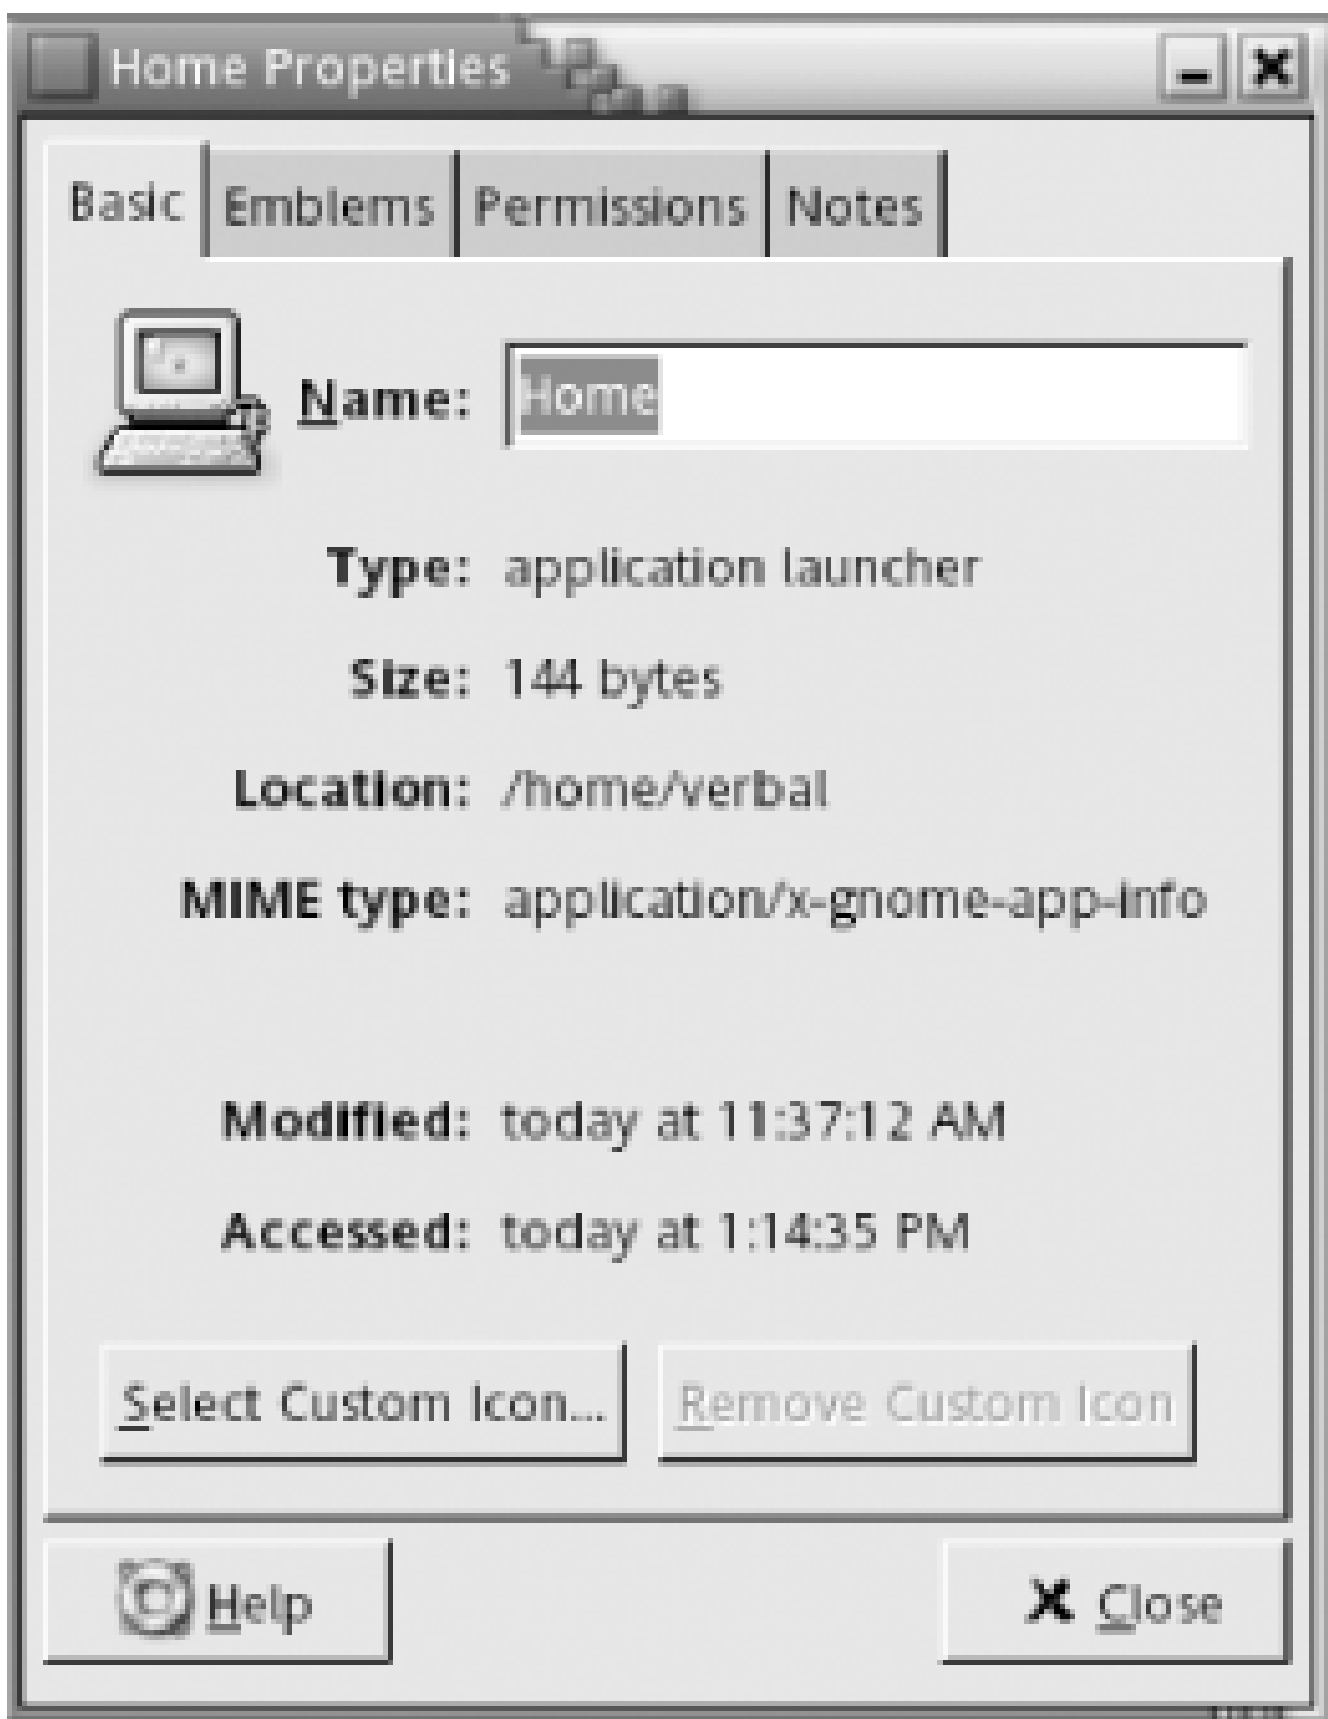 Home Properties
Basic Emblems Permissions Notes
Name: Home
Type: application launcher
Size: 144 bytes
Location: /home/verbal
MIME type: application/x-gnome-app-info
Modified: today at 11:37:12 AM
Accessed: today at 1:14:35 PM
Select Custom Icon... Remove Custom Icon
Help Close